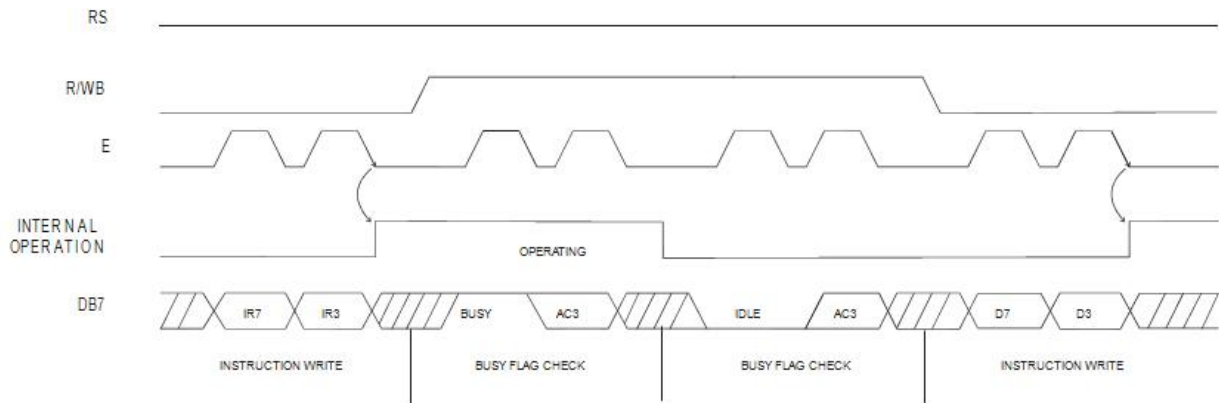 RS
R/WB
E
INTERNAL
OPERATION
OPERATING
DB7
IR7 IR3 BUSY AC3 IDLE AC3 D7 D3
INSTRUCTION WRITE BUSY FLAG CHECK BUSY FLAG CHECK INSTRUCTION WRITE